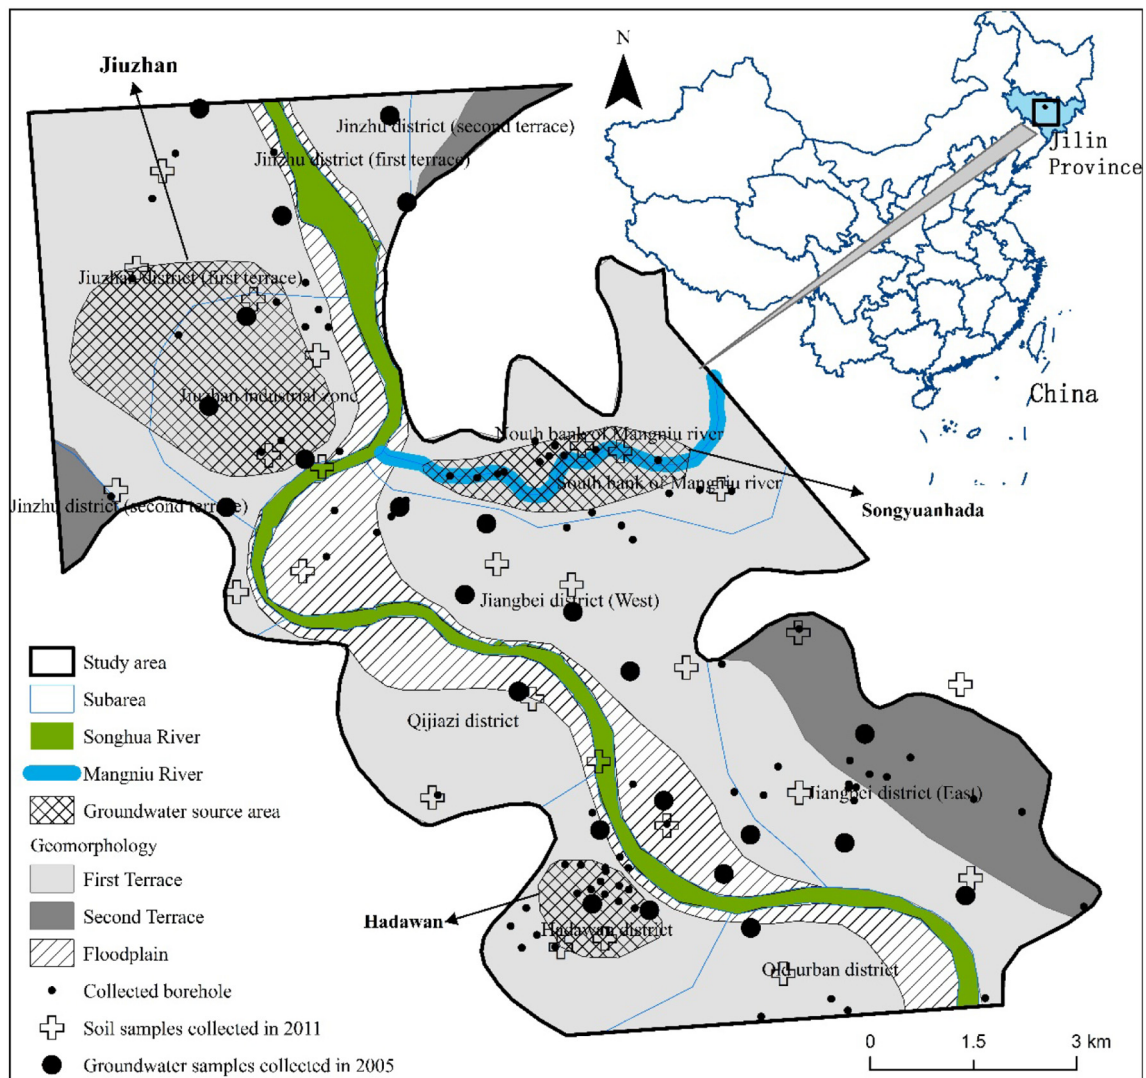 N
Jiuzhan
Jinzhu district (second terrace)
Jinzhu district (first terrace)
Jilin
Province
Jiuzhan district (first terrace)
China
Jiuzhan industrial zone
Nouth bank of Mangniu river
South bank of Mangniu river
Jinzhu district (second terrace)
Songyuanhada
Jiangbei district (West)
Qijiazi district
Jiangbei district (East)
Hadawan
Hadawan district
Old urban district
Study area
Subarea
Songhua River
Mangniu River
Groundwater source area
Geomorphology
First Terrace
Second Terrace
Floodplain
Collected borehole
Soil samples collected in 2011
Groundwater samples collected in 2005
0 1.5 3 km